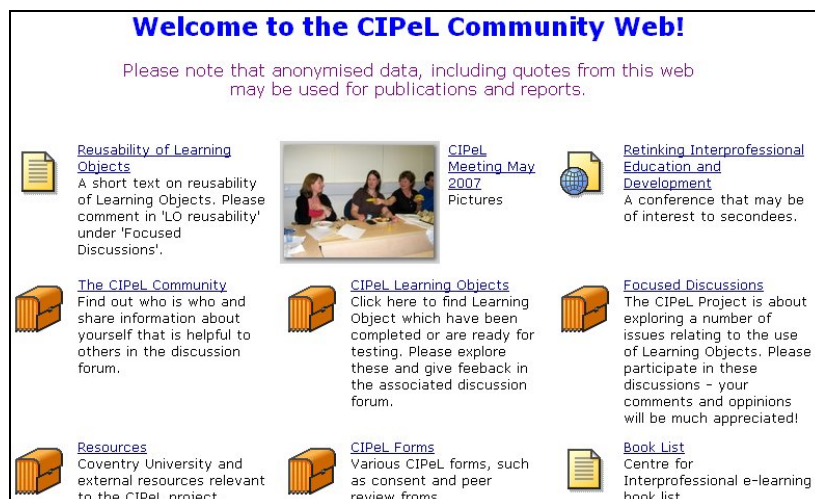 Welcome to the CIPeL Community Web!
Please note that anonymised data, including quotes from this web
may be used for publications and reports.
Reusability of Learning
Objects
A short text on reusability
of Learning Objects. Please
comment in 'LO reusability'
under 'Focused
Discussions'.
CIPeL
Meeting May
2007
Pictures
Retinking Interprofessional
Education and
Development
A conference that may be
of interest to secondees.
The CIPeL Community
Find out who is who and
share information about
yourself that is helpful to
others in the discussion
forum.
CIPeL Learning Objects
Click here to find Learning
Object which have been
completed or are ready for
testing. Please explore
these and give feeback in
the associated discussion
forum.
Focused Discussions
The CIPeL Project is about
exploring a number of
issues relating to the use
of Learning Objects. Please
participate in these
discussions - your
comments and oppinions
will be much appreciated!
Resources
Coventry University and
external resources relevant
to the CIPeL project
CIPeL Forms
Various CIPeL forms, such
as consent and peer
review froms
Book List
Centre for
Interprofessional e-learning
book list